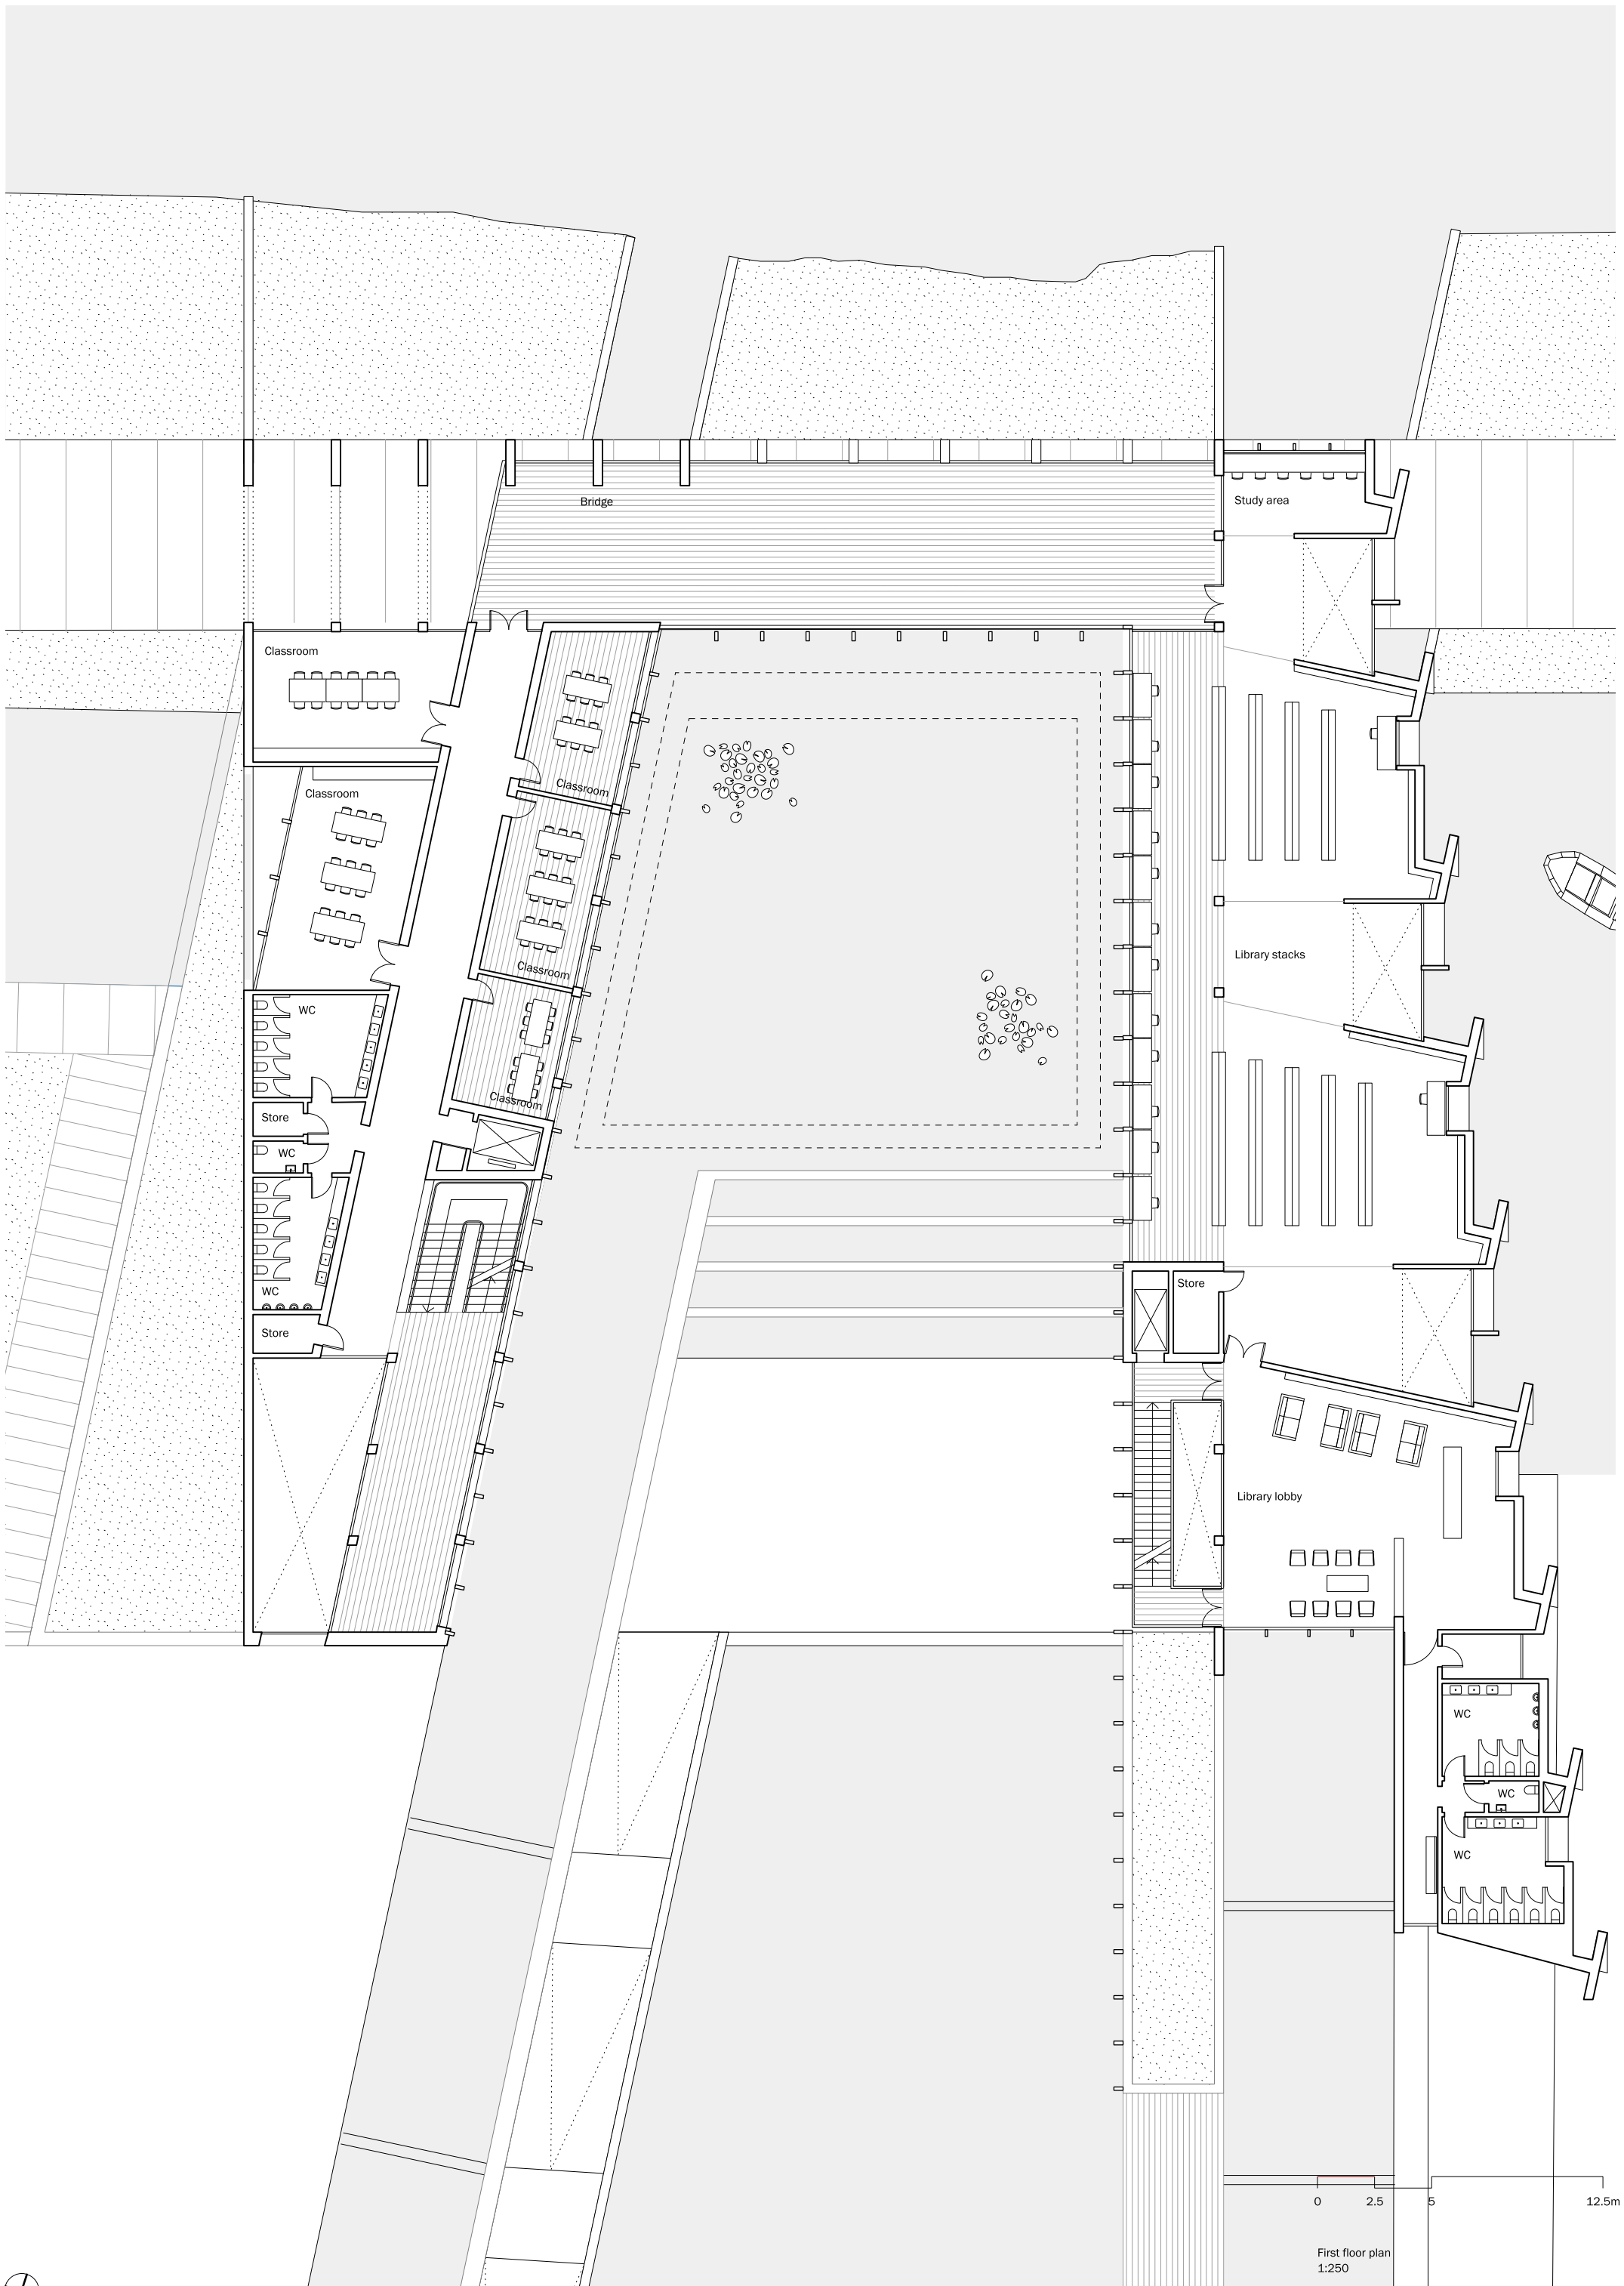 Bridge
Study area
Classroom
Classroom
Classroom
Classroom
Library stacks
WC
Classroom
Store
WC
Store
WC
Store
Library lobby
WC
WC
WC
0 2.5 5 12.5m
First floor plan
1:250